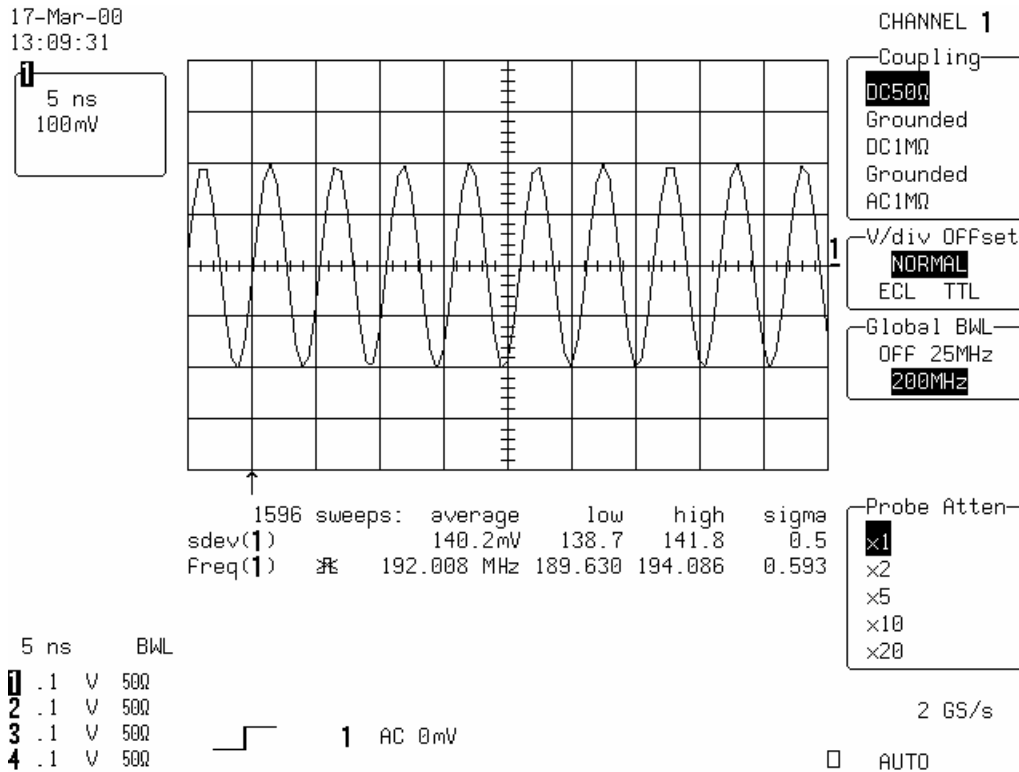 17-Mar-00
13:09:31
1
5 ns
100mV
CHANNEL 1
Coupling
DC50Ω
Grounded
DC1MΩ
Grounded
AC1MΩ
1
V/div OFFset
NORMAL
ECL TTL
Global BWL
OFF 25MHz
200MHz
1596 sweeps: average low high sigma
sdev(1) 140.2mV 138.7 141.8 0.5
freq(1) 192.008 MHz 189.630 194.086 0.593
Probe Atten
×1
×2
×5
×10
×20
5 ns BWL
1 .1 V 50Ω
2 .1 V 50Ω
3 .1 V 50Ω
4 .1 V 50Ω
1 AC 0mV
2 GS/s
AUTO